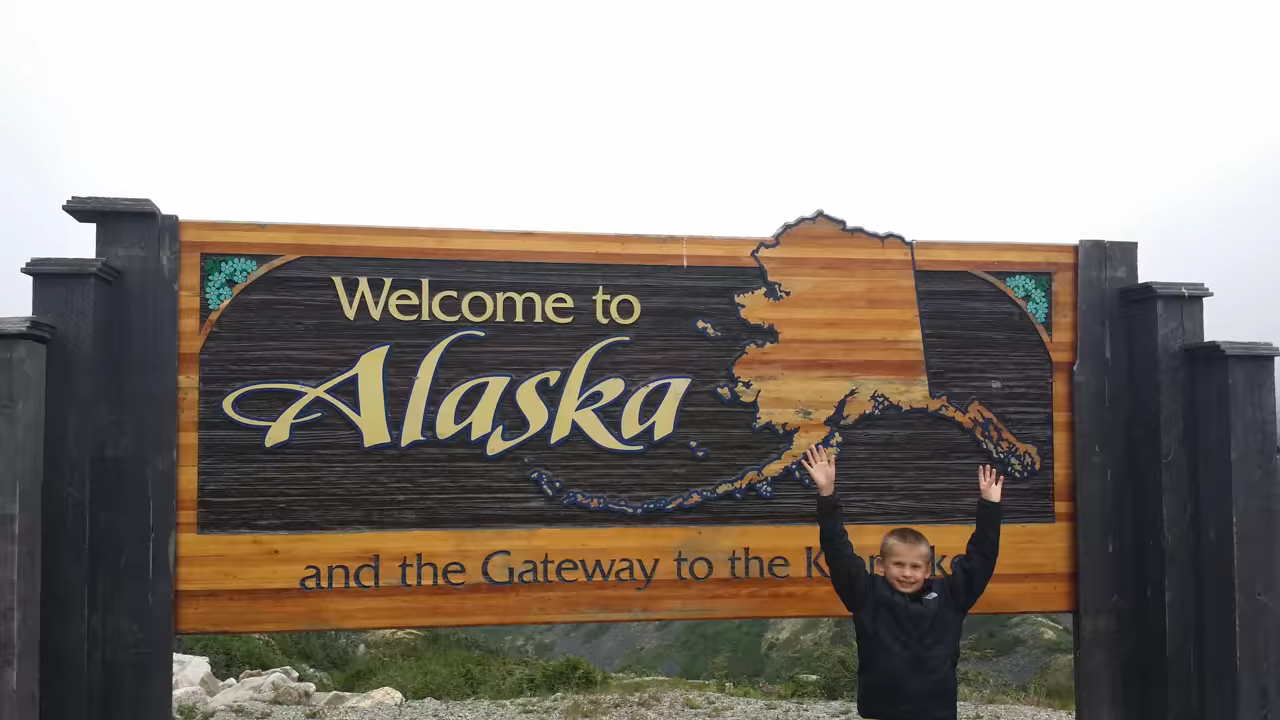 Welcome to
Alaska
and the Gateway to the